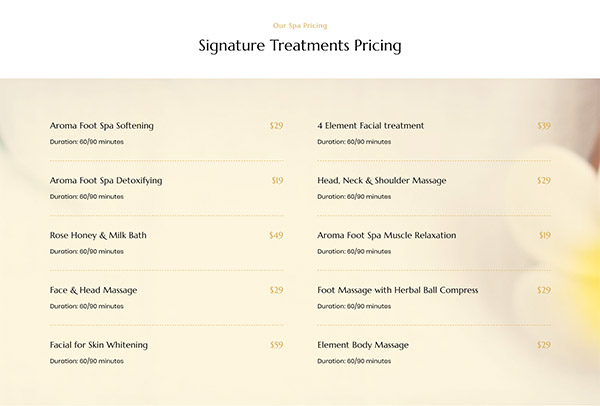 Our Spa Pricing
Signature Treatments Pricing
Aroma Foot Spa Softening $29
Duration: 60/90 minutes
Aroma Foot Spa Detoxifying $19
Duration: 60/90 minutes
Rose Honey & Milk Bath $49
Duration: 60/90 minutes
Face & Head Massage $29
Duration: 60/90 minutes
Facial for Skin Whitening $59
Duration: 60/90 minutes
4 Element Facial treatment $39
Duration: 60/90 minutes
Head, Neck & Shoulder Massage $29
Duration: 60/90 minutes
Aroma Foot Spa Muscle Relaxation $19
Duration: 60/90 minutes
Foot Massage with Herbal Ball Compress $29
Duration: 60/90 minutes
Element Body Massage $29
Duration: 60/90 minutes